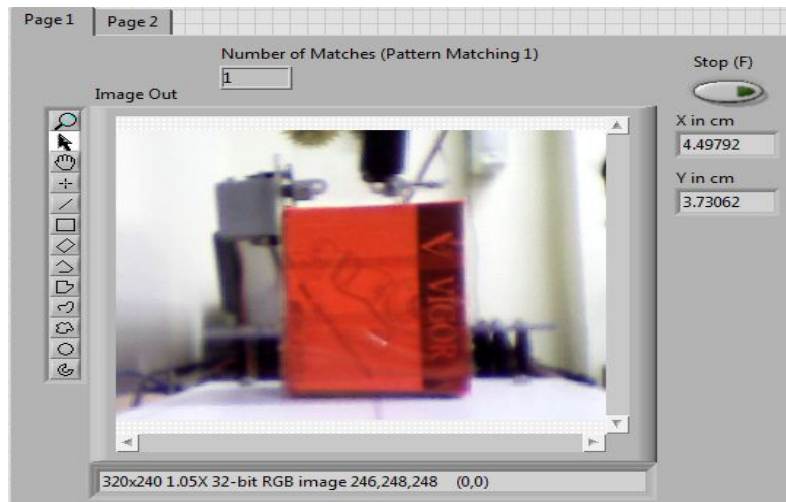 Page 1
Page 2
Number of Matches (Pattern Matching 1)
1
Stop (F)
Image Out
X in cm
4.49792
Y in cm
3.73062
V VIGOR
320x240 1.05X 32-bit RGB image 246,248,248 (0,0)